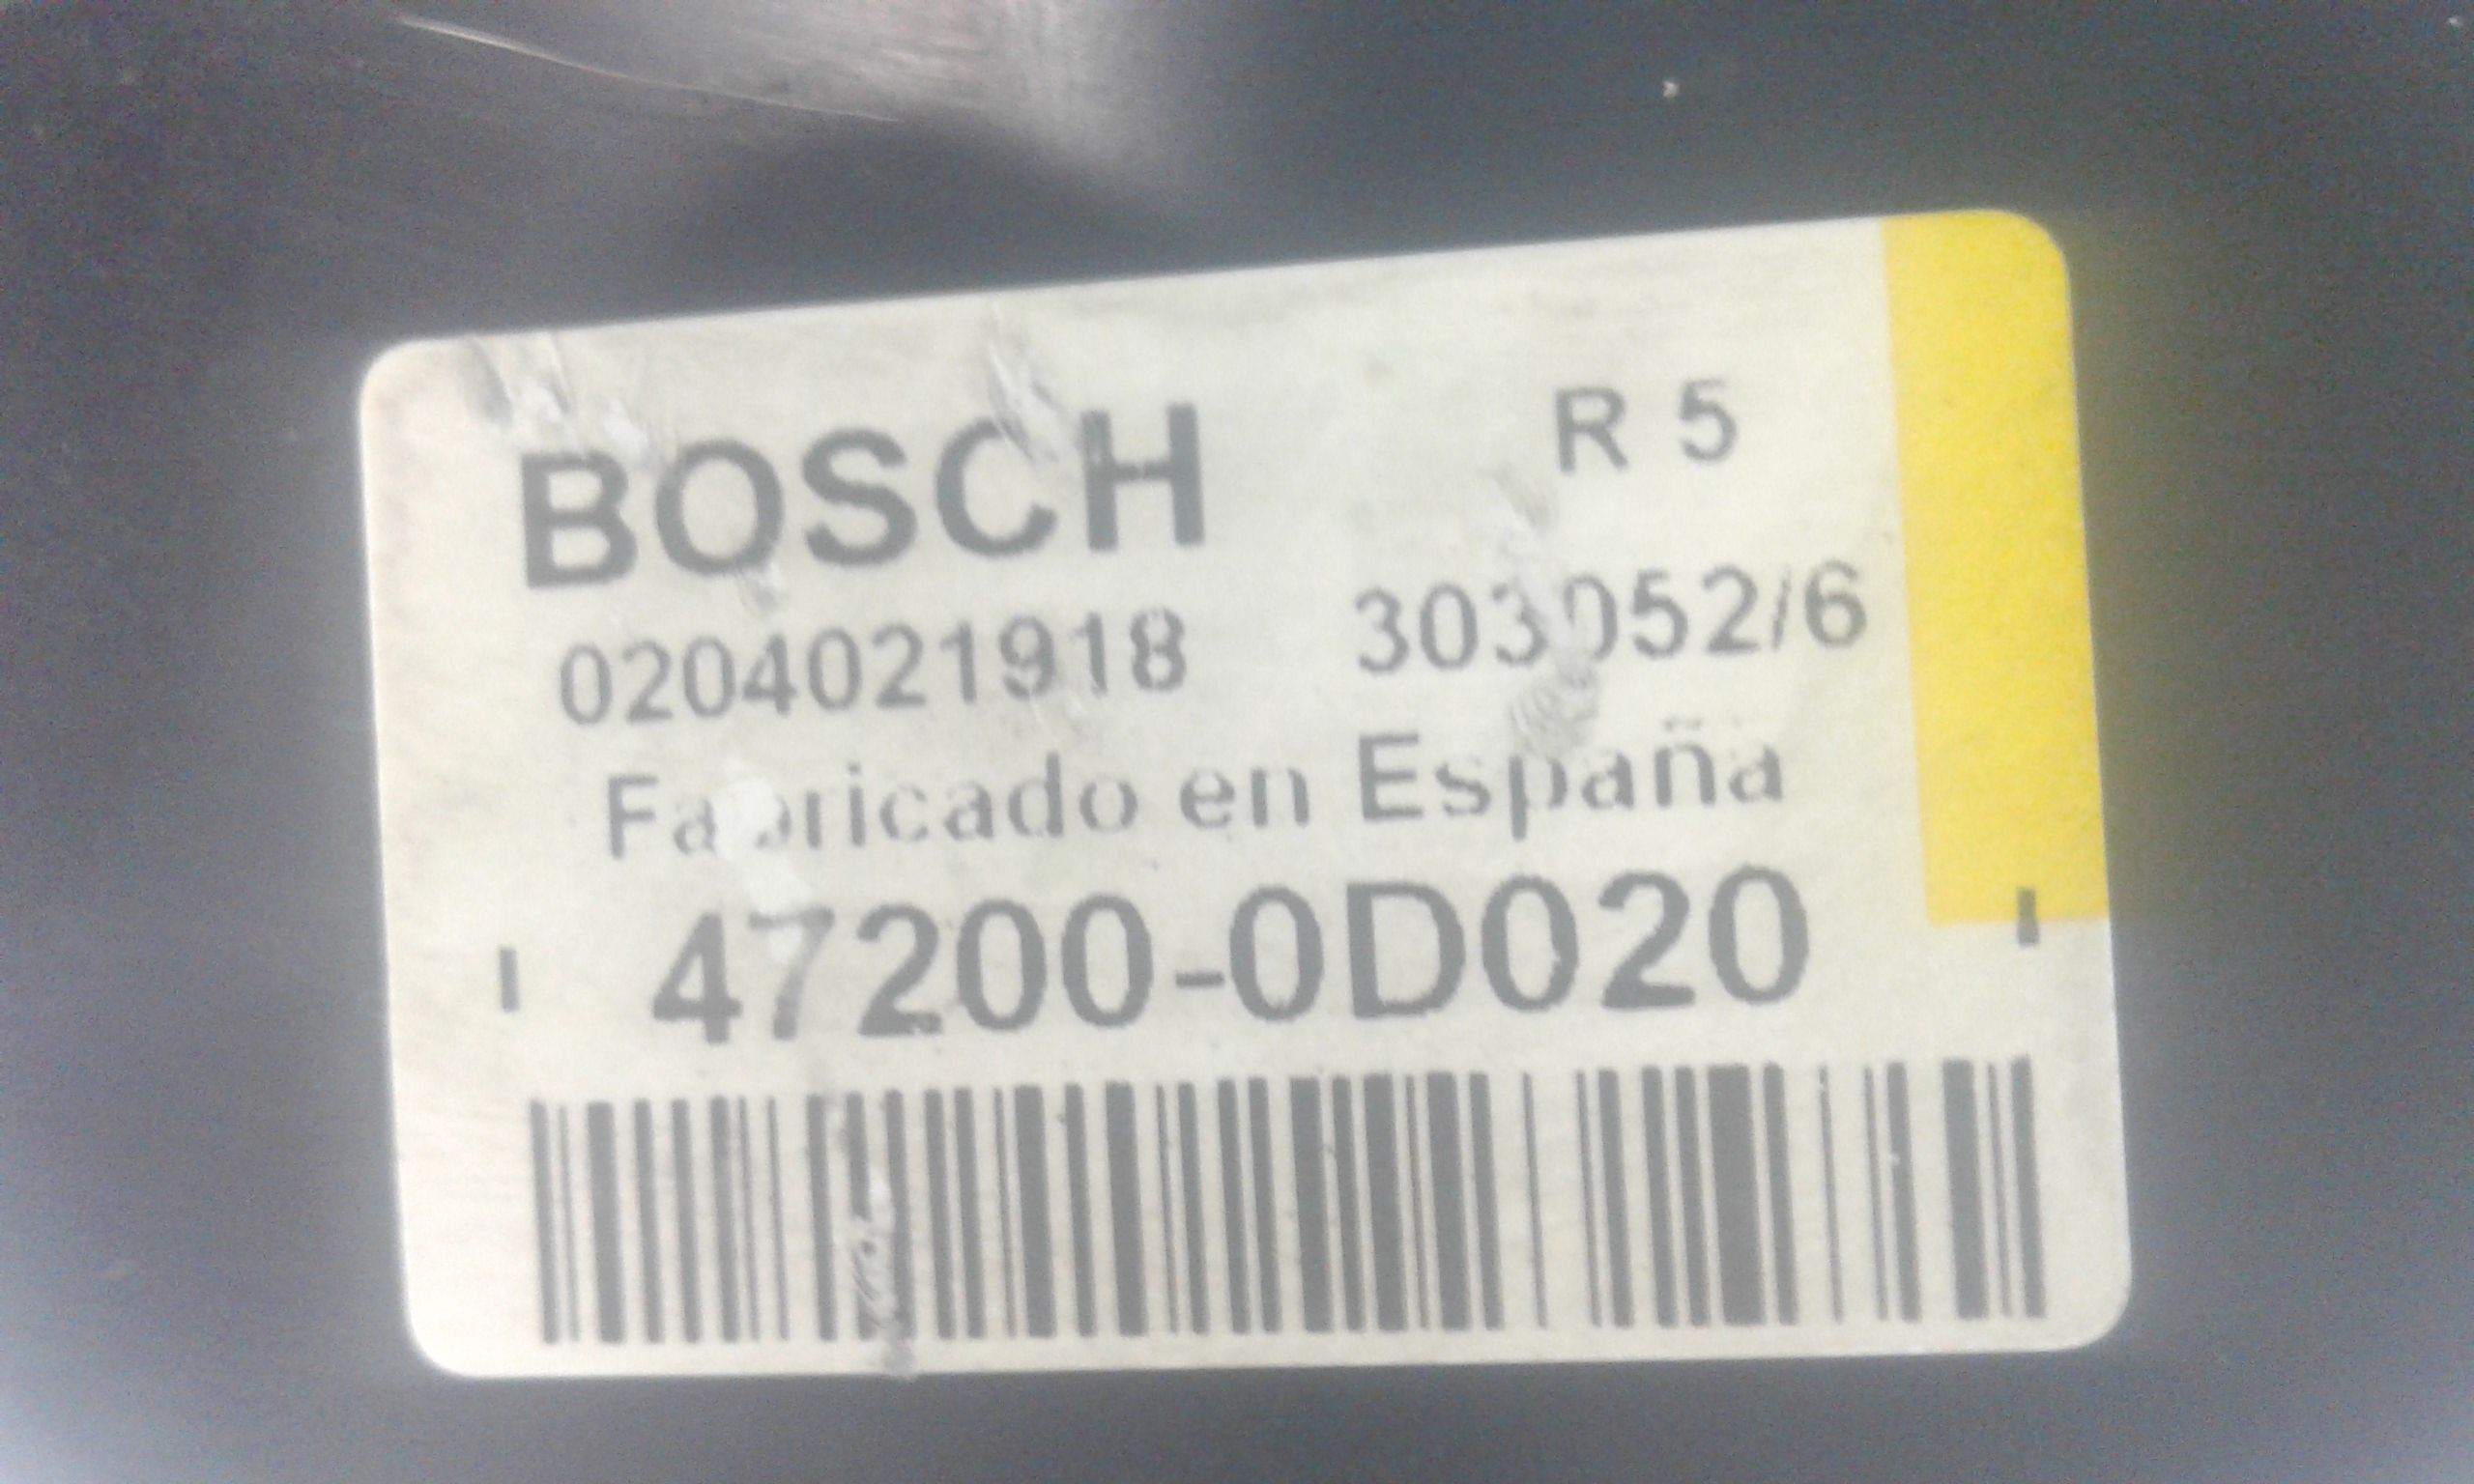 BOSCH R 5
0204021918 303052/6
Fabricado en España
47200-0D020